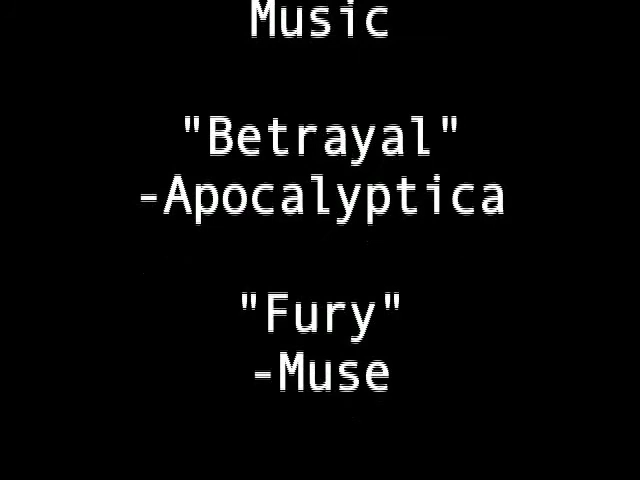 Music
"Betrayal"
-Apocalyptica
"Fury"
-Muse